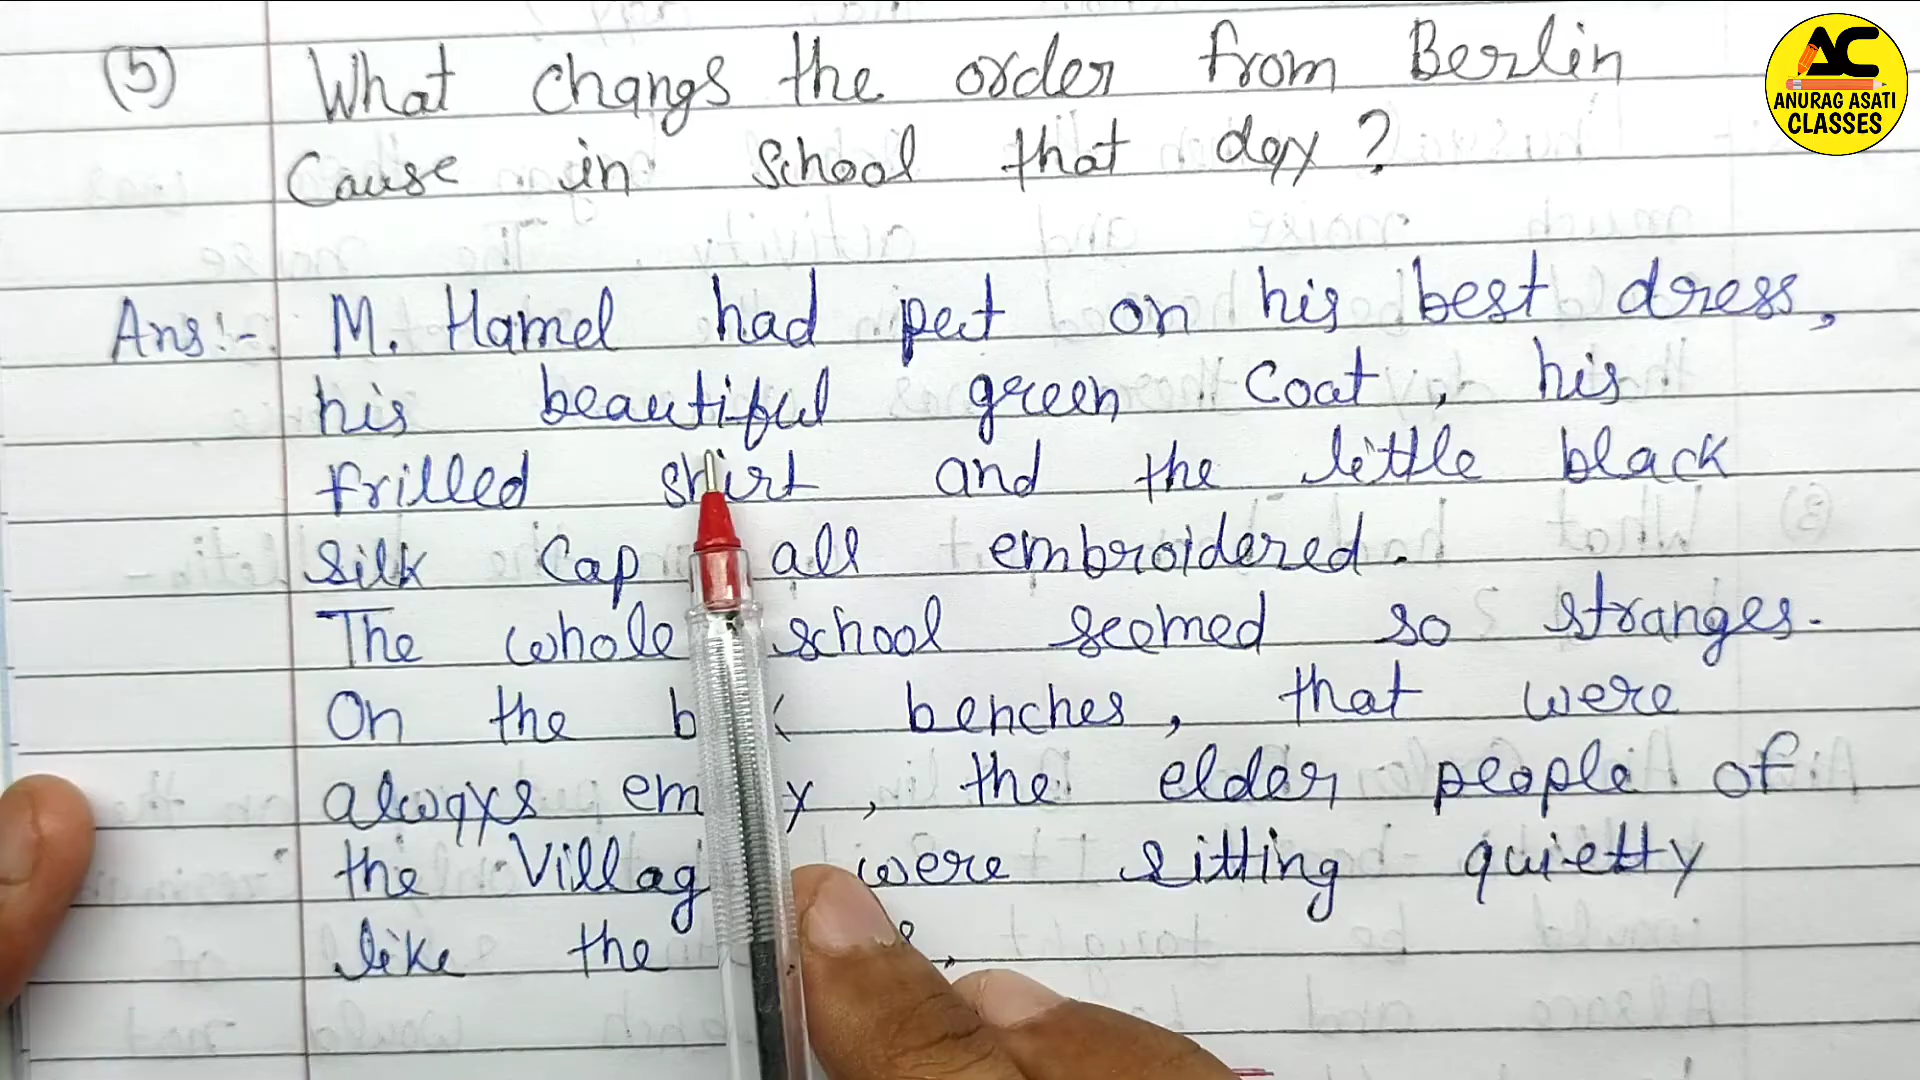 (5) What changs the order from Berlin
Cause in school that day?
Ans:- M. Hamel had put on his best dress,
his beautiful green Coat, his
frilled shirt and the little black
silk Cap all embroidered.
The whole school seemed so stranges.
On the benches, that were
always, the elder people of
the were sitting quietly
like the
AC
ANURAG ASATI
CLASSES